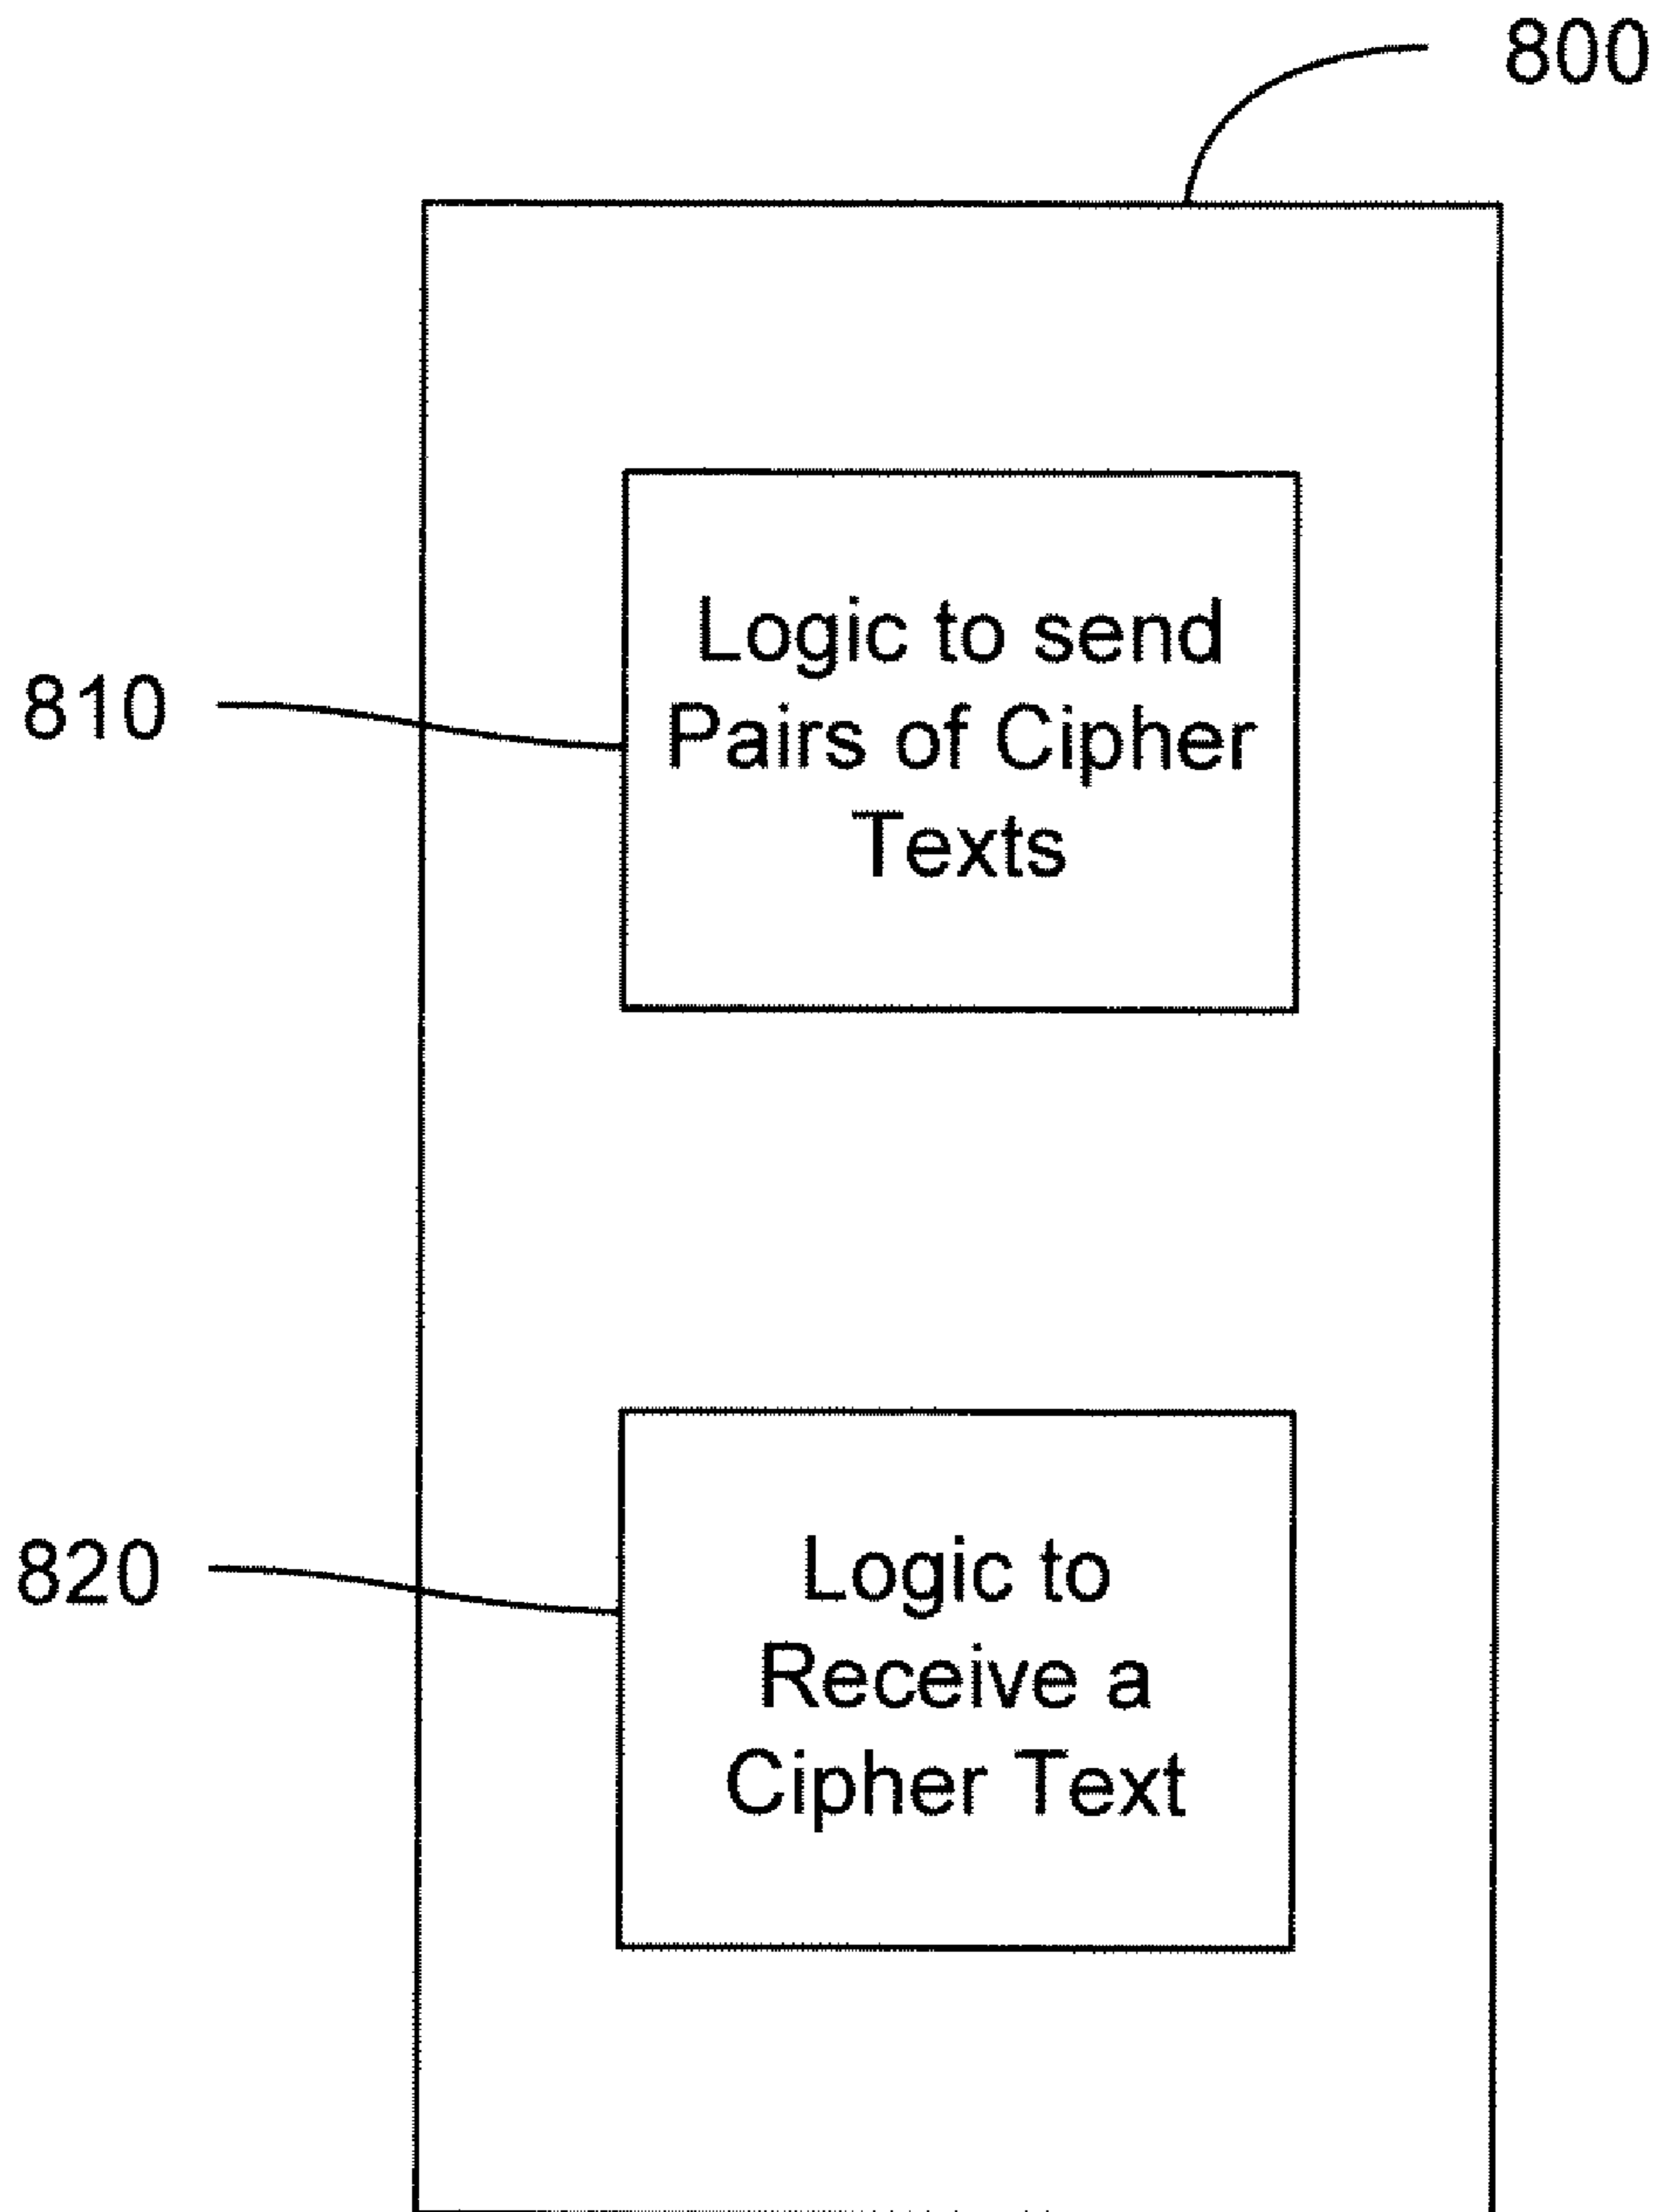 800
810
Logic to send
Pairs of Cipher
Texts
820
Logic to
Receive a
Cipher Text